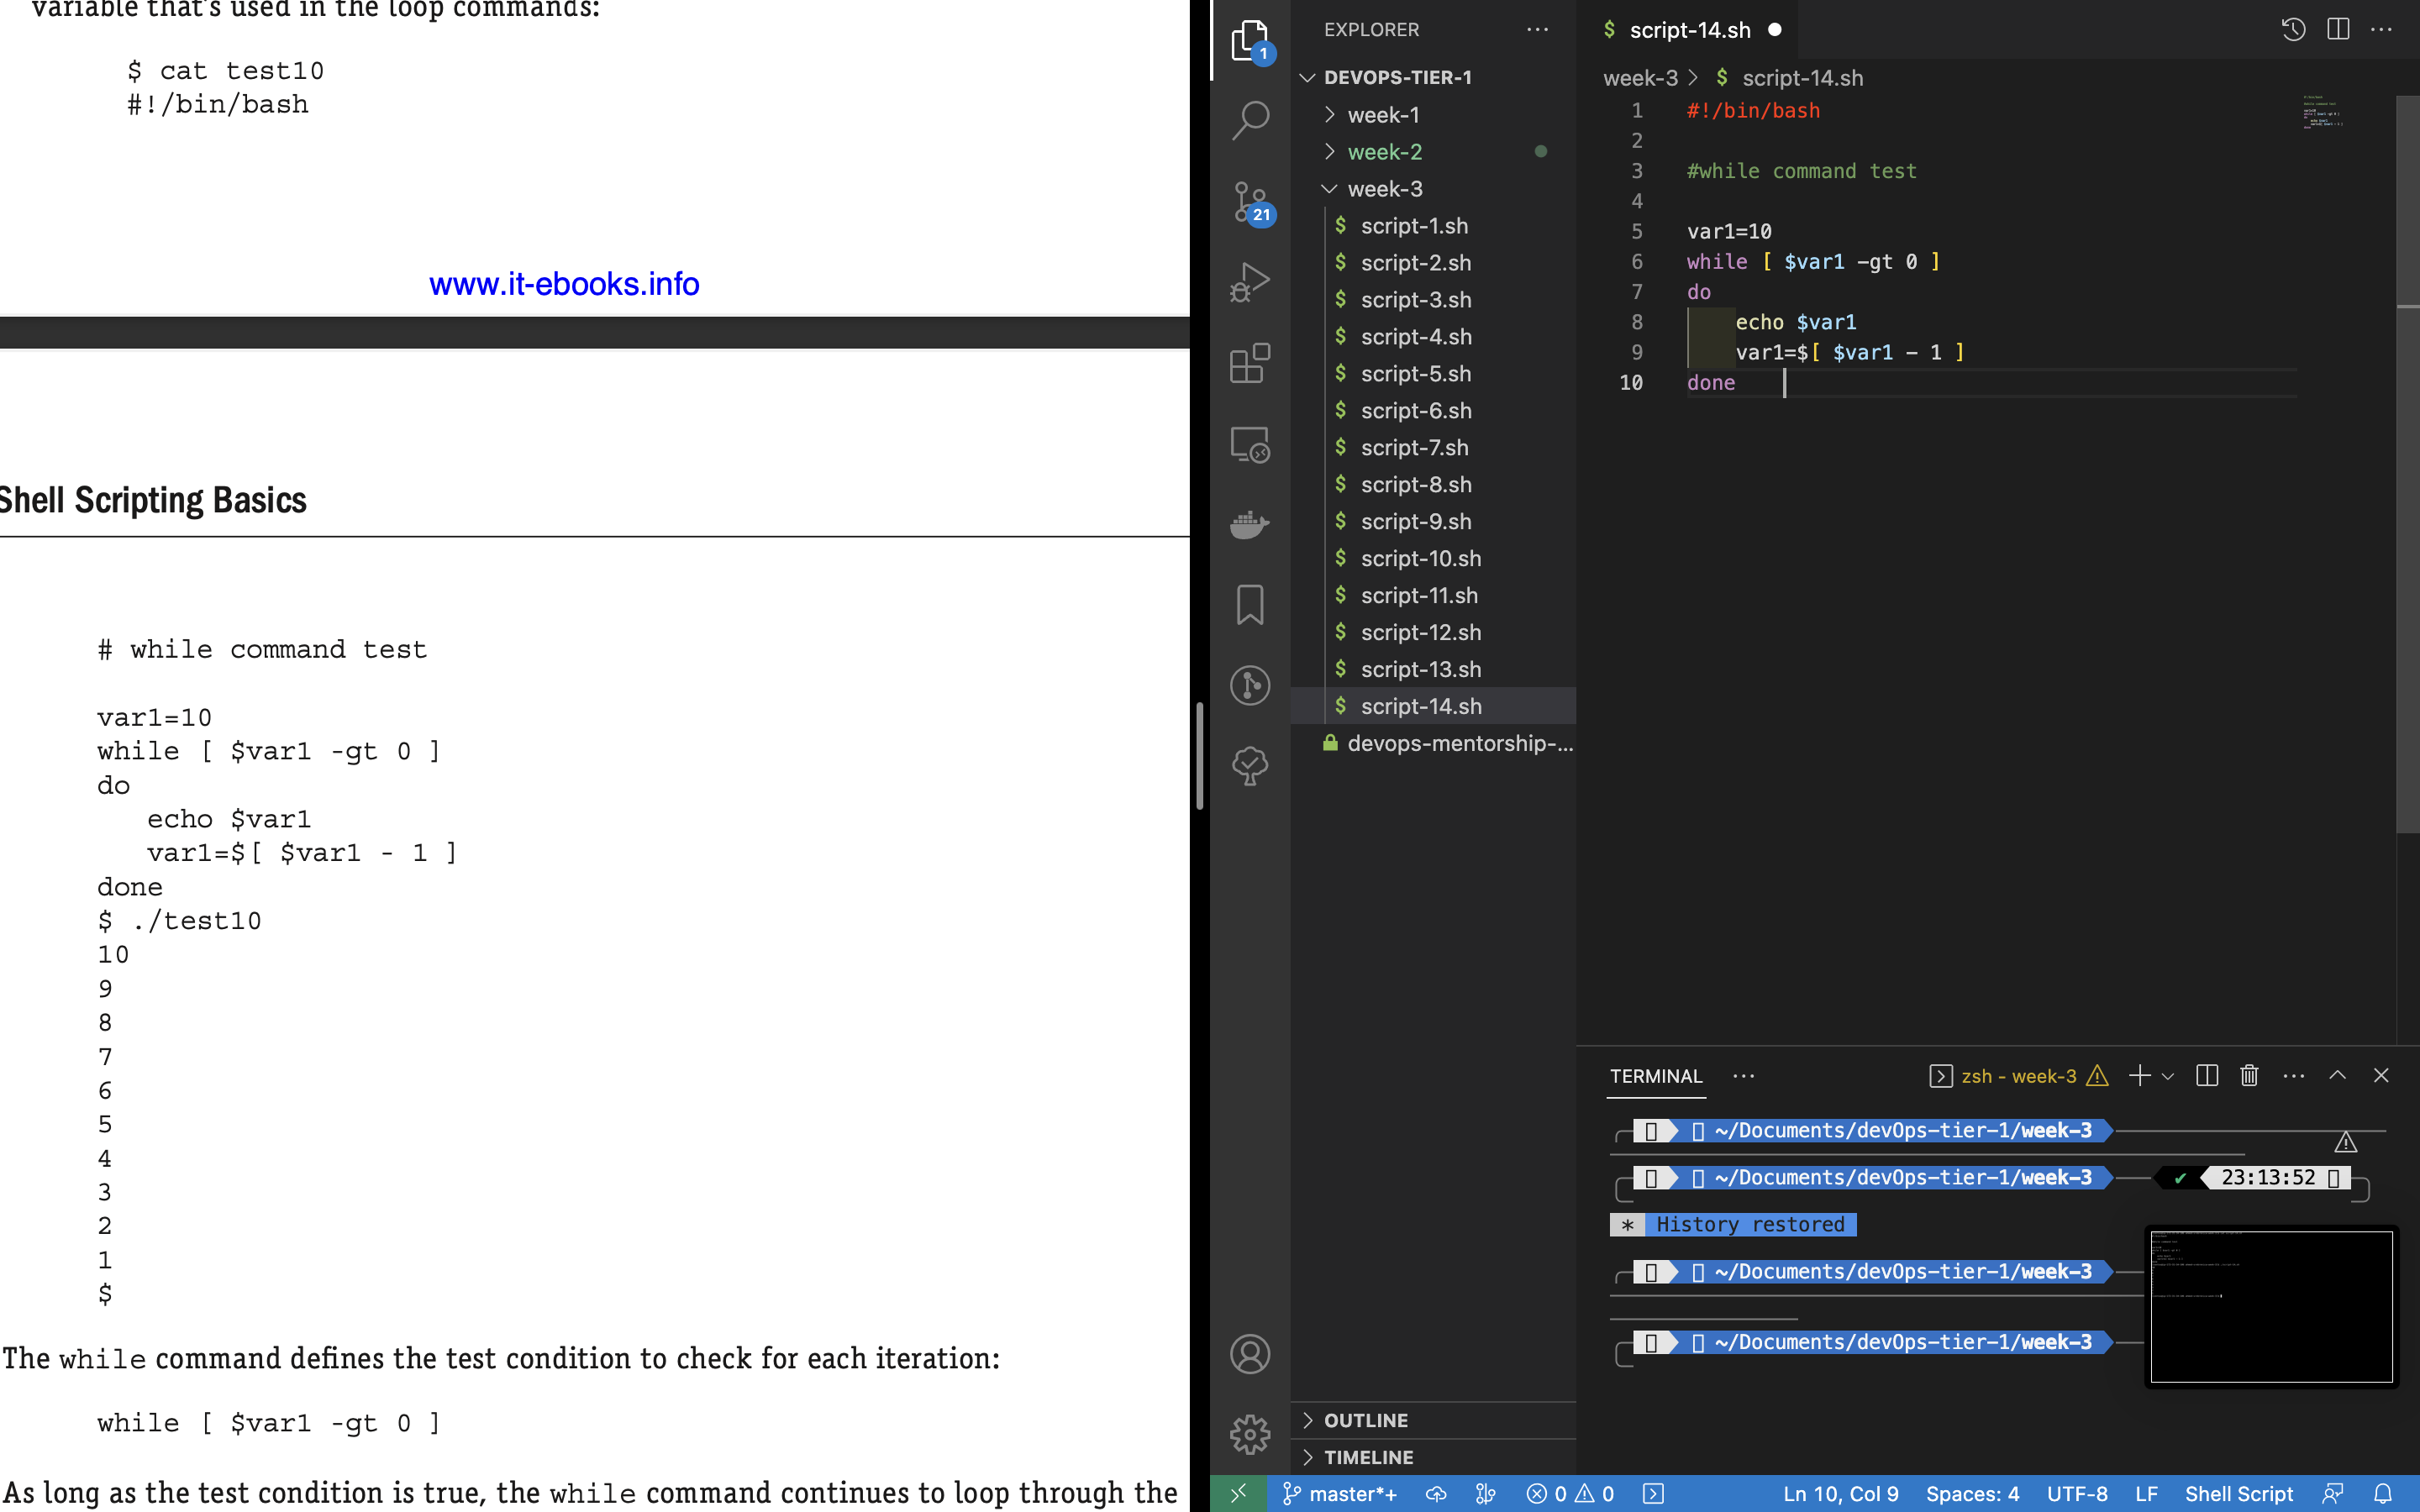 variable that's used in the loop commands:
$ cat test10
#!/bin/bash
www.it-ebooks.info
Shell Scripting Basics
# while command test
var1=10
while [ $var1 -gt 0 ]
do
echo $var1
var1=$[ $var1 - 1 ]
done
$ ./test10
10
9
8
7
6
5
4
3
2
1
$
The while command defines the test condition to check for each iteration:
while [ $var1 -gt 0 ]
As long as the test condition is true, the while command continues to loop through the
1
21
EXPLORER
DEVOPS-TIER-1
week-1
week-2
week-3
$ script-1.sh
$ script-2.sh
$ script-3.sh
$ script-4.sh
$ script-5.sh
$ script-6.sh
$ script-7.sh
$ script-8.sh
$ script-9.sh
$ script-10.sh
$ script-11.sh
$ script-12.sh
$ script-13.sh
$ script-14.sh
devops-mentorship-...
OUTLINE
TIMELINE
$ script-14.sh
week-3 > $ script-14.sh
1 #!/bin/bash
2
3 #while command test
4
5 var1=10
6 while [ $var1 -gt 0 ]
7 do
8 echo $var1
9 var1=$[ $var1 - 1 ]
10 done
TERMINAL
zsh - week-3
~/Documents/devOps-tier-1/week-3
~/Documents/devOps-tier-1/week-3 ✔ 23:13:52
* History restored
~/Documents/devOps-tier-1/week-3
~/Documents/devOps-tier-1/week-3
master*+ 0 0 Ln 10, Col 9 Spaces: 4 UTF-8 LF Shell Script